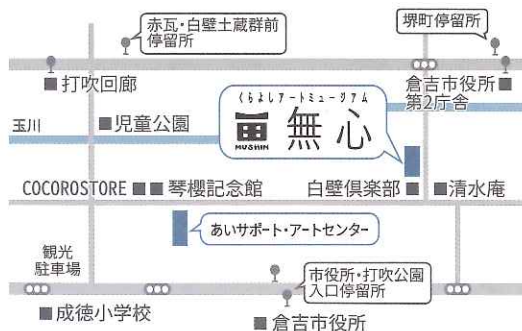 赤瓦・白壁土蔵群前
停留所
堺町停留所
打吹回廊
倉吉市役所
第2庁舎
くらよしアートミュージアム
無心
MUSHIN
玉川
児童公園
COCOROSTORE
琴櫻記念館
白壁倶楽部
清水庵
あいサポート・アートセンター
観光
駐車場
市役所・打吹公園
入口停留所
成徳小学校
倉吉市役所